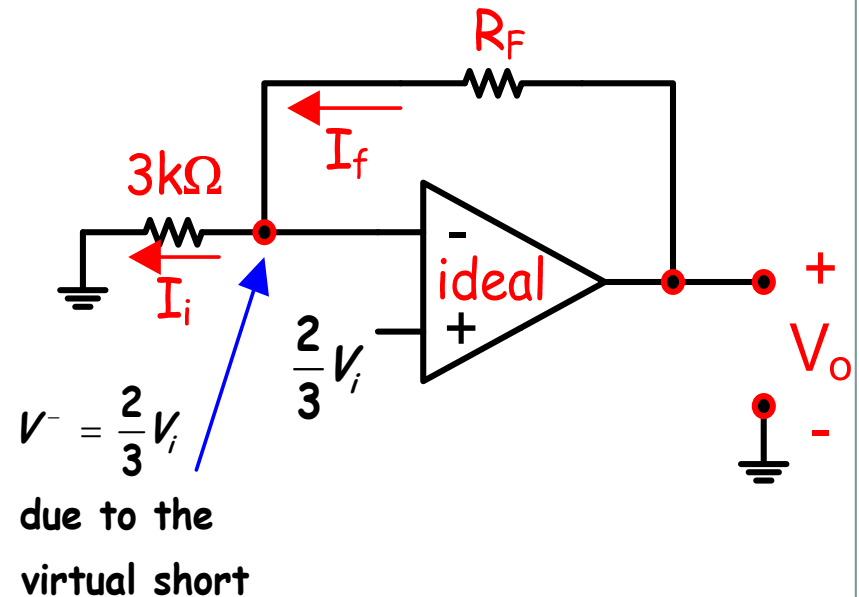 R_F
I_f
3kΩ
I_i
-
ideal
+
2/3 V_i
+
V_o
-
V⁻ = 2/3 V_i
due to the
virtual short